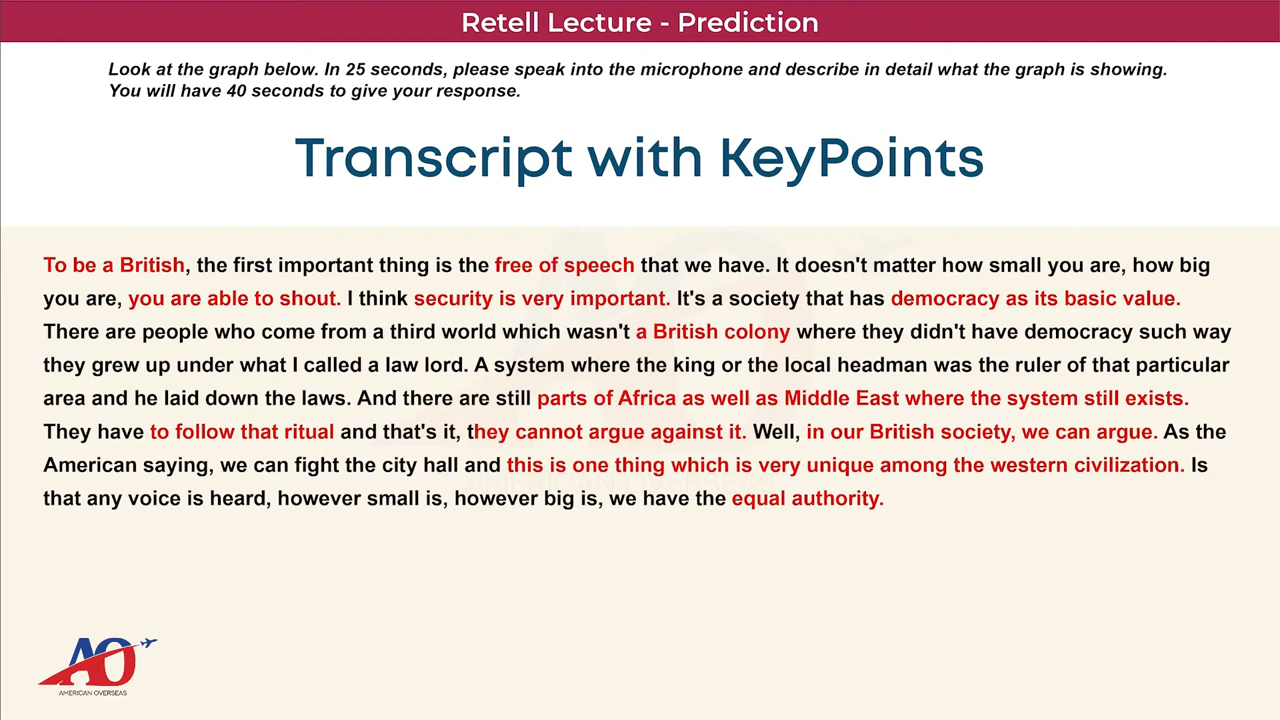 Retell Lecture - Prediction
Look at the graph below. In 25 seconds, please speak into the microphone and describe in detail what the graph is showing.
You will have 40 seconds to give your response.
Transcript with KeyPoints
To be a British, the first important thing is the free of speech that we have. It doesn't matter how small you are, how big
you are, you are able to shout. I think security is very important. It's a society that has democracy as its basic value.
There are people who come from a third world which wasn't a British colony where they didn't have democracy such way
they grew up under what I called a law lord. A system where the king or the local headman was the ruler of that particular
area and he laid down the laws. And there are still parts of Africa as well as Middle East where the system still exists.
They have to follow that ritual and that's it, they cannot argue against it. Well, in our British society, we can argue. As the
American saying, we can fight the city hall and this is one thing which is very unique among the western civilization. Is
that any voice is heard, however small is, however big is, we have the equal authority.
AO
AMERICAN OVERSEAS